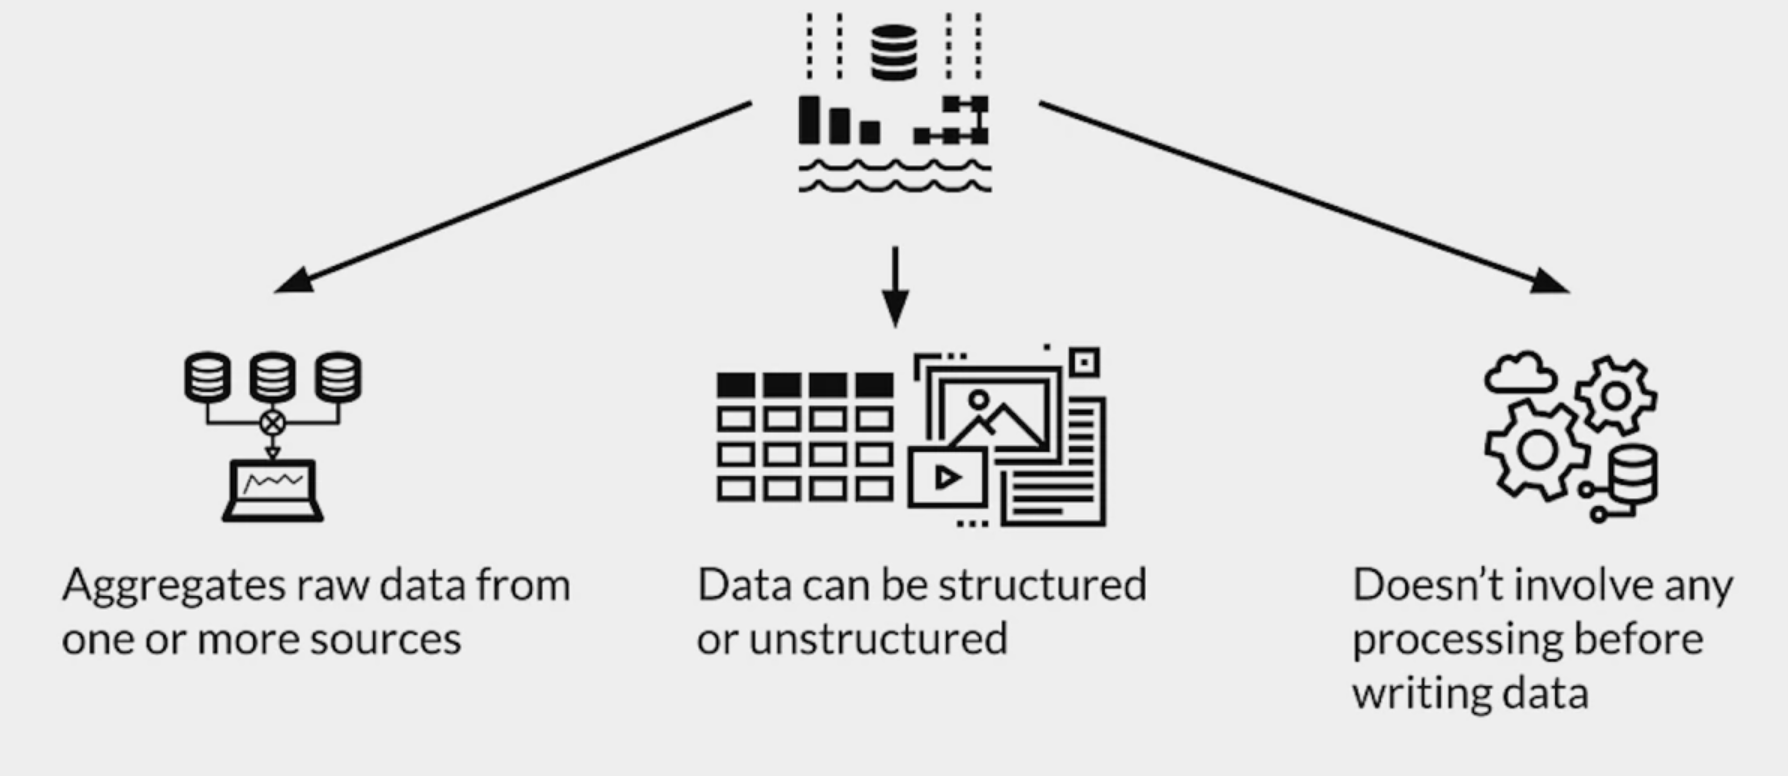 Aggregates raw data from
one or more sources
Data can be structured
or unstructured
Doesn't involve any
processing before
writing data